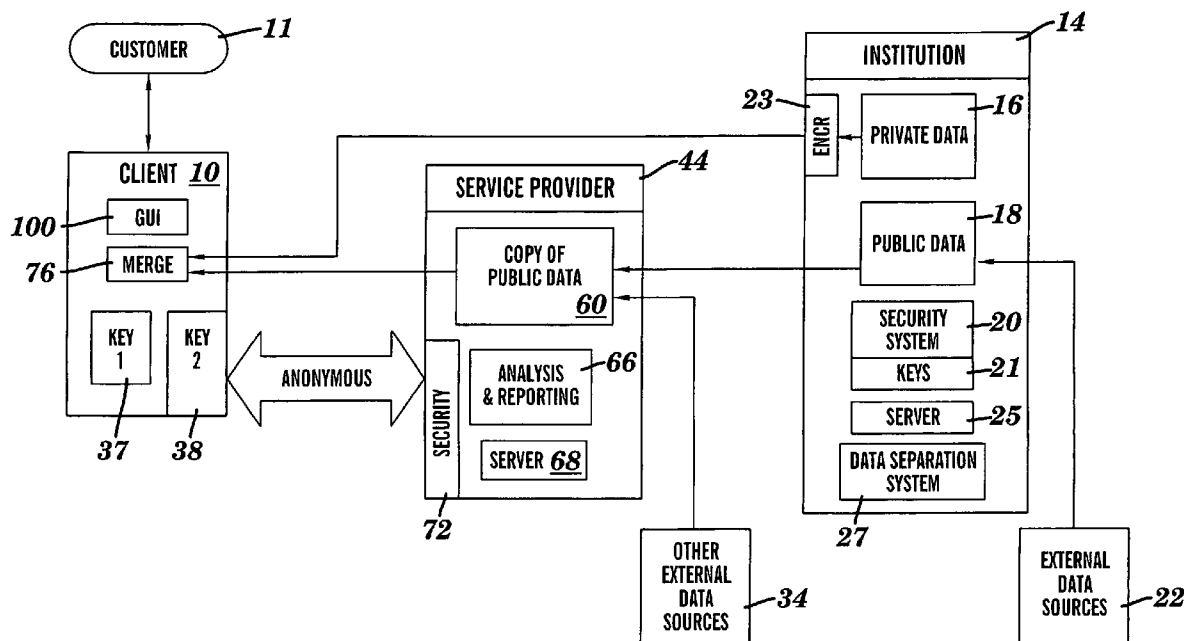 CUSTOMER
11
CLIENT 10
100
GUI
76
MERGE
KEY
1
KEY
2
37
38
ANONYMOUS
SERVICE PROVIDER
44
COPY OF
PUBLIC DATA
60
ANALYSIS
& REPORTING
66
SECURITY
SERVER 68
72
INSTITUTION
14
23
ENCR
PRIVATE DATA
16
PUBLIC DATA
18
SECURITY
SYSTEM
20
KEYS
21
SERVER
25
DATA SEPARATION
SYSTEM
27
OTHER
EXTERNAL
DATA
SOURCES
34
EXTERNAL
DATA
SOURCES
22